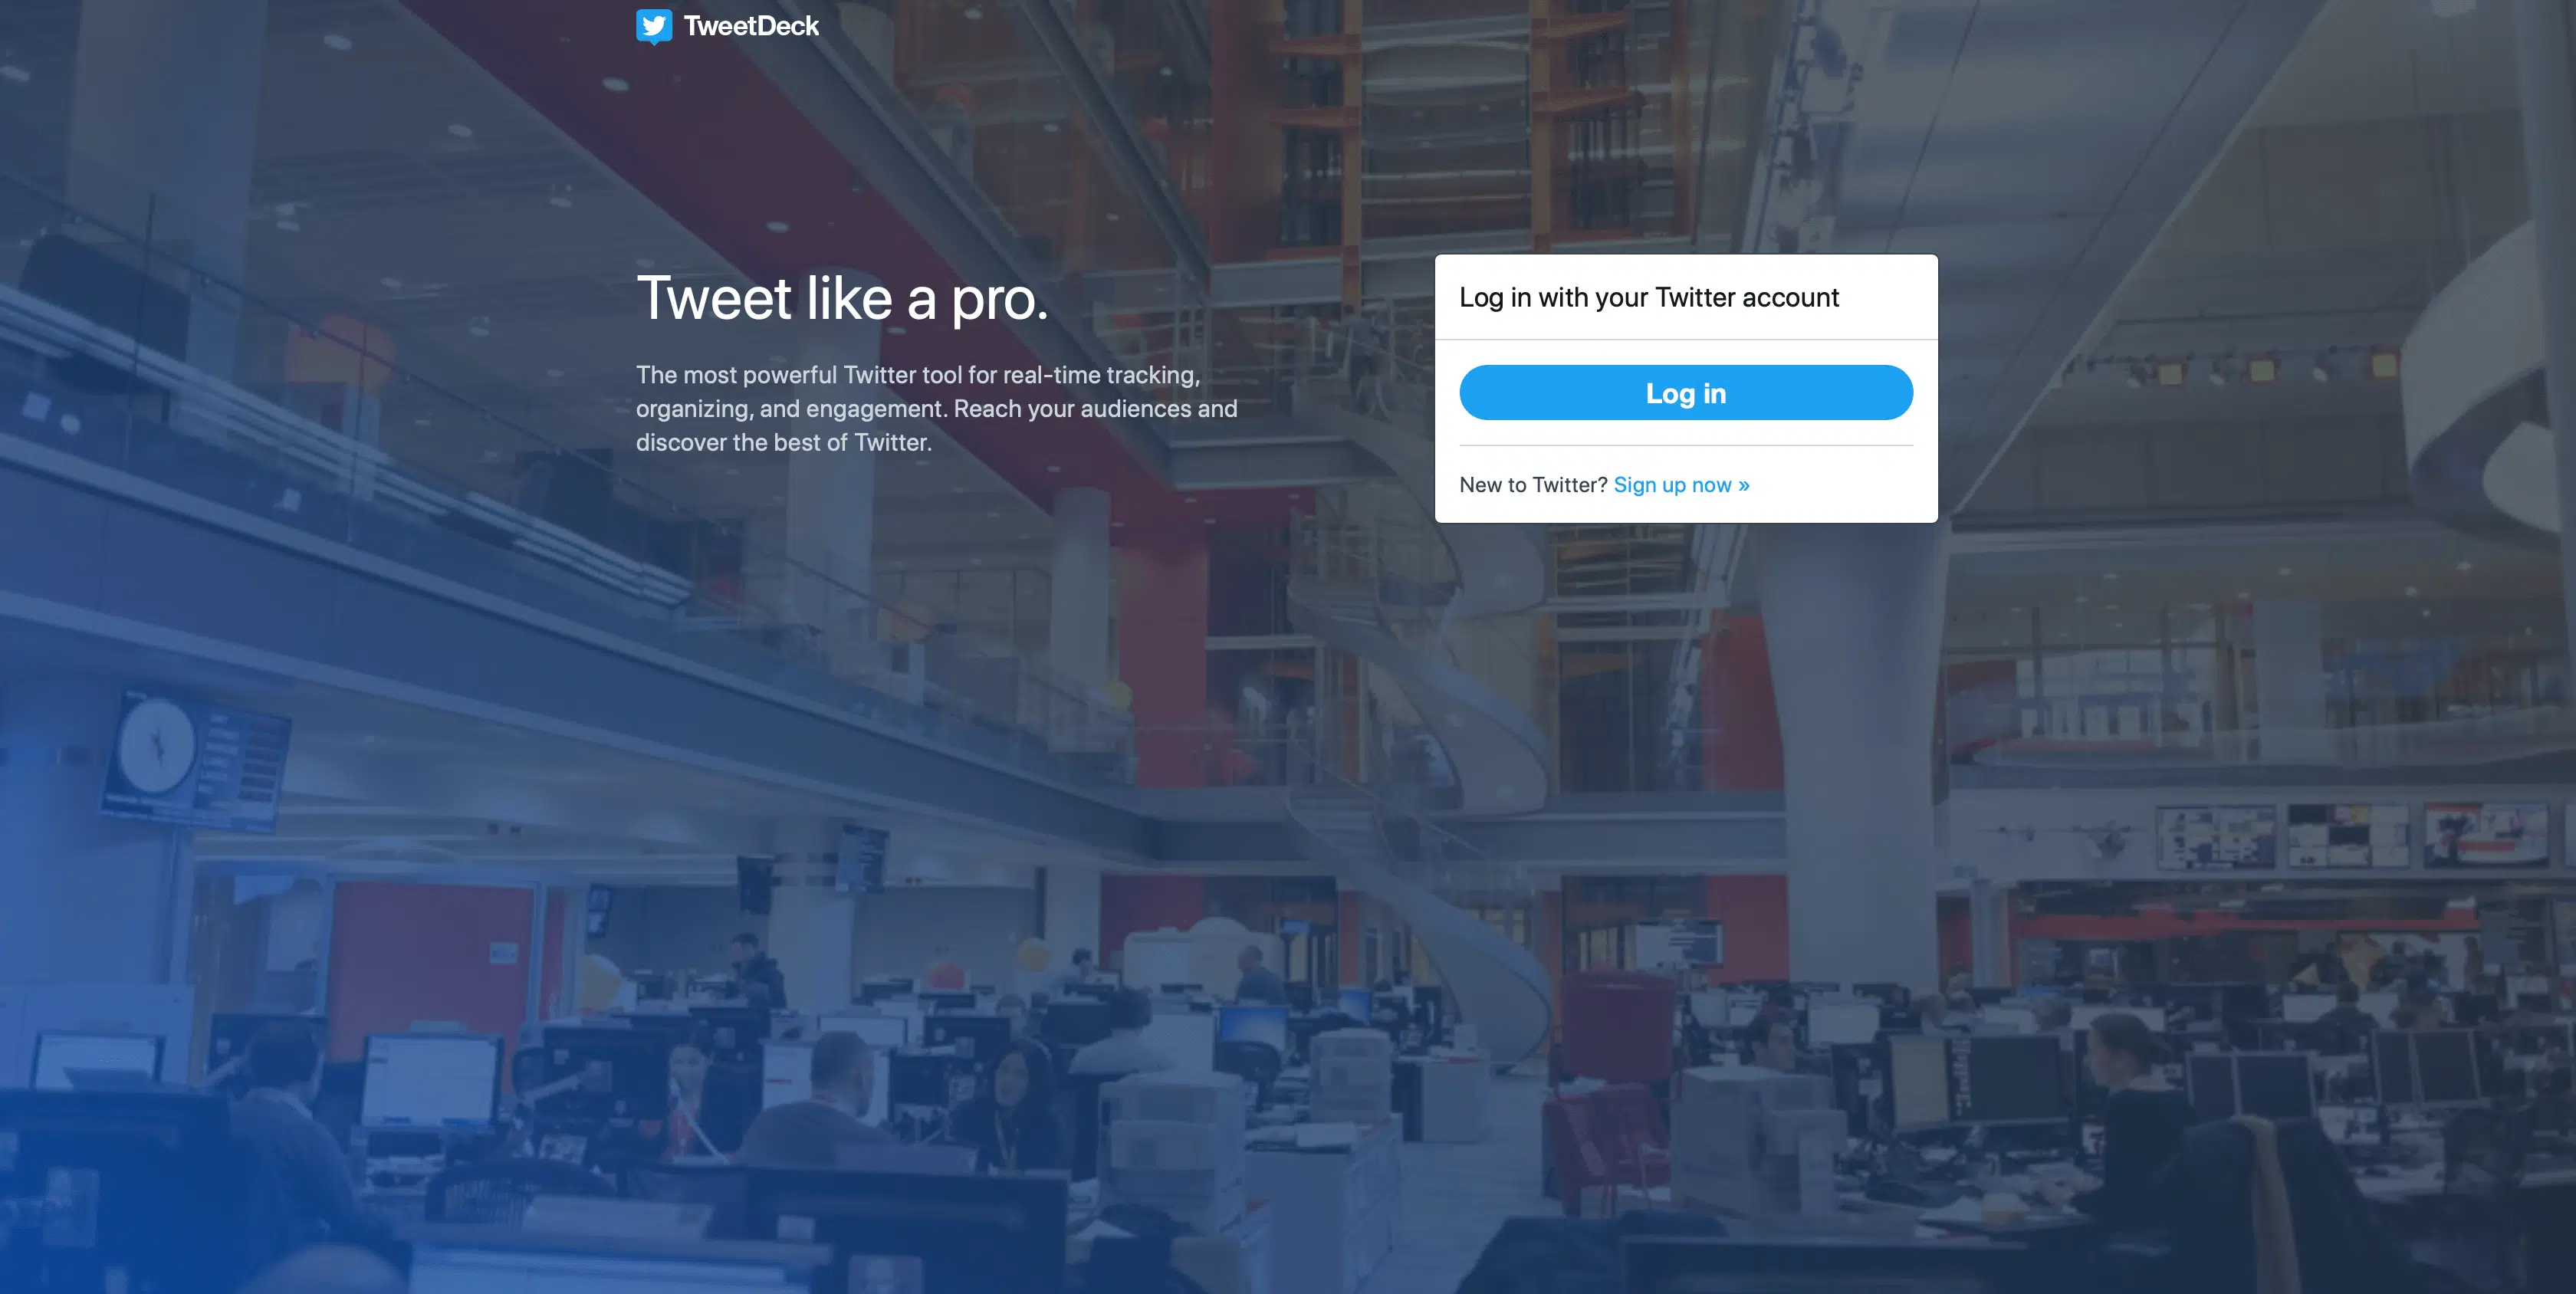 TweetDeck
Tweet like a pro.
The most powerful Twitter tool for real-time tracking,
organizing, and engagement. Reach your audiences and
discover the best of Twitter.
Log in with your Twitter account
Log in
New to Twitter? Sign up now »